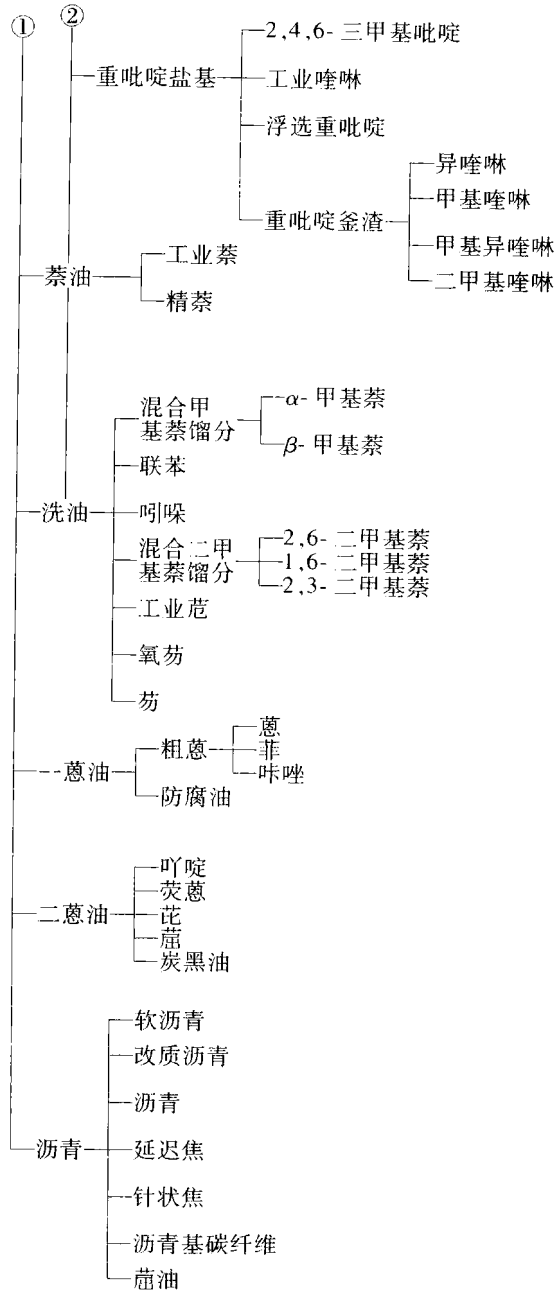 ①
②
2,4,6-三甲基吡啶
重吡啶盐基
工业喹啉
浮选重吡啶
异喹啉
甲基喹啉
重吡啶釜渣
甲基异喹啉
二甲基喹啉
工业萘
萘油
精萘
混合甲
基萘馏分
α-甲基萘
β-甲基萘
联苯
洗油
吲哚
混合二甲
基萘馏分
2,6-二甲基萘
1,6-二甲基萘
2,3-二甲基萘
工业苊
氧芴
芴
粗蒽
蒽
菲
咔唑
一蒽油
防腐油
吖啶
荧蒽
二蒽油
芘
䓛
炭黑油
软沥青
改质沥青
沥青
沥青
延迟焦
针状焦
沥青基碳纤维
䓛油